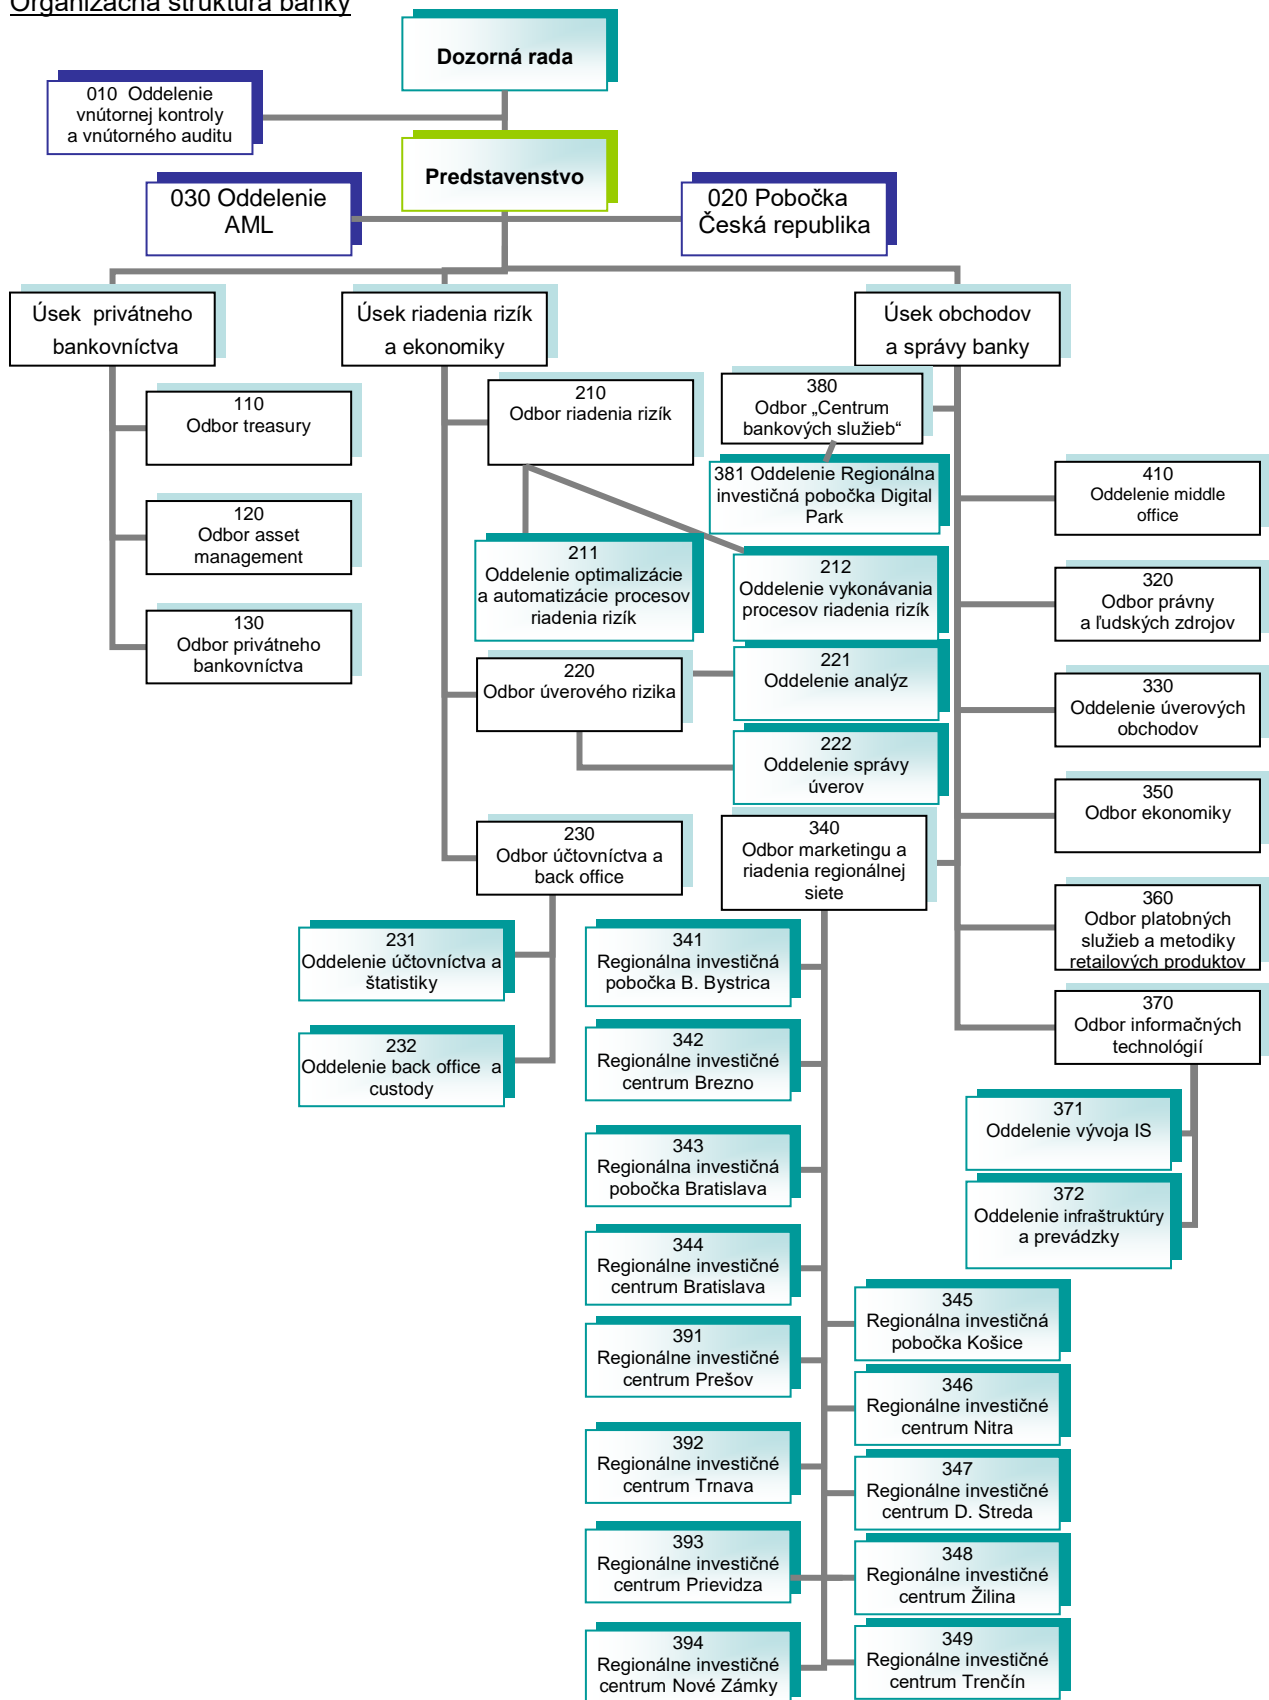 Organizačná štruktúra banky
Dozorná rada
010 Oddelenie
vnútornej kontroly
a vnútorného auditu
Predstavenstvo
030 Oddelenie
AML
020 Pobočka
Česká republika
Úsek privátneho
bankovníctva
Úsek riadenia rizík
a ekonomiky
Úsek obchodov
a správy banky
110
Odbor treasury
120
Odbor asset
management
130
Odbor privátneho
bankovníctva
210
Odbor riadenia rizík
211
Oddelenie optimalizácie
a automatizácie procesov
riadenia rizík
212
Oddelenie vykonávania
procesov riadenia rizík
220
Odbor úverového rizika
221
Oddelenie analýz
222
Oddelenie správy
úverov
230
Odbor účtovníctva a
back office
231
Oddelenie účtovníctva a
štatistiky
232
Oddelenie back office a
custody
380
Odbor „Centrum
bankových služieb“
381 Oddelenie Regionálna
investičná pobočka Digital
Park
410
Oddelenie middle
office
320
Odbor právny
a ľudských zdrojov
330
Oddelenie úverových
obchodov
350
Odbor ekonomiky
360
Odbor platobných
služieb a metodiky
retailových produktov
370
Odbor informačných
technológií
371
Oddelenie vývoja IS
372
Oddelenie infraštruktúry
a prevádzky
340
Odbor marketingu a
riadenia regionálnej
siete
341
Regionálna investičná
pobočka B. Bystrica
342
Regionálne investičné
centrum Brezno
343
Regionálna investičná
pobočka Bratislava
344
Regionálne investičné
centrum Bratislava
391
Regionálne investičné
centrum Prešov
392
Regionálne investičné
centrum Trnava
393
Regionálne investičné
centrum Prievidza
394
Regionálne investičné
centrum Nové Zámky
345
Regionálna investičná
pobočka Košice
346
Regionálne investičné
centrum Nitra
347
Regionálne investičné
centrum D. Streda
348
Regionálne investičné
centrum Žilina
349
Regionálne investičné
centrum Trenčín